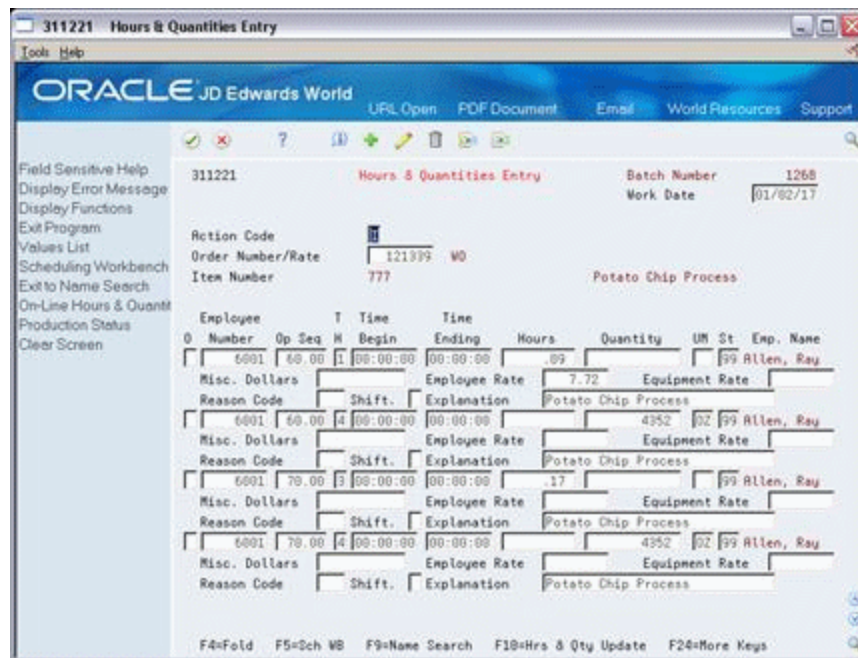 311221 Hours & Quantities Entry
Tools Help
ORACLE JD Edwards World
URL Open PDF Document Email World Resources Support
Field Sensitive Help
Display Error Message
Display Functions
Exit Program
Values List
Scheduling Workbench
Exit to Name Search
On-Line Hours & Quantit
Production Status
Clear Screen
311221 Hours & Quantities Entry Batch Number 1268
Work Date 01/02/17
Action Code I
Order Number/Rate 121339 WO
Item Number 777 Potato Chip Process
Employee T Time Time
O Number Op Seq H Begin Ending Hours Quantity UM St Emp. Name
6001 60.00 1 00:00:00 00:00:00 .09 99 Allen, Ray
Misc. Dollars Employee Rate 7.72 Equipment Rate
Reason Code Shift. Explanation Potato Chip Process
6001 60.00 4 00:00:00 00:00:00 4352 OZ 99 Allen, Ray
Misc. Dollars Employee Rate Equipment Rate
Reason Code Shift. Explanation Potato Chip Process
6001 70.00 3 00:00:00 00:00:00 .17 99 Allen, Ray
Misc. Dollars Employee Rate Equipment Rate
Reason Code Shift. Explanation Potato Chip Process
6001 70.00 4 00:00:00 00:00:00 4352 OZ 99 Allen, Ray
Misc. Dollars Employee Rate Equipment Rate
Reason Code Shift. Explanation Potato Chip Process
F4=Fold F5=Sch WB F9=Name Search F10=Hrs & Qty Update F24=More Keys